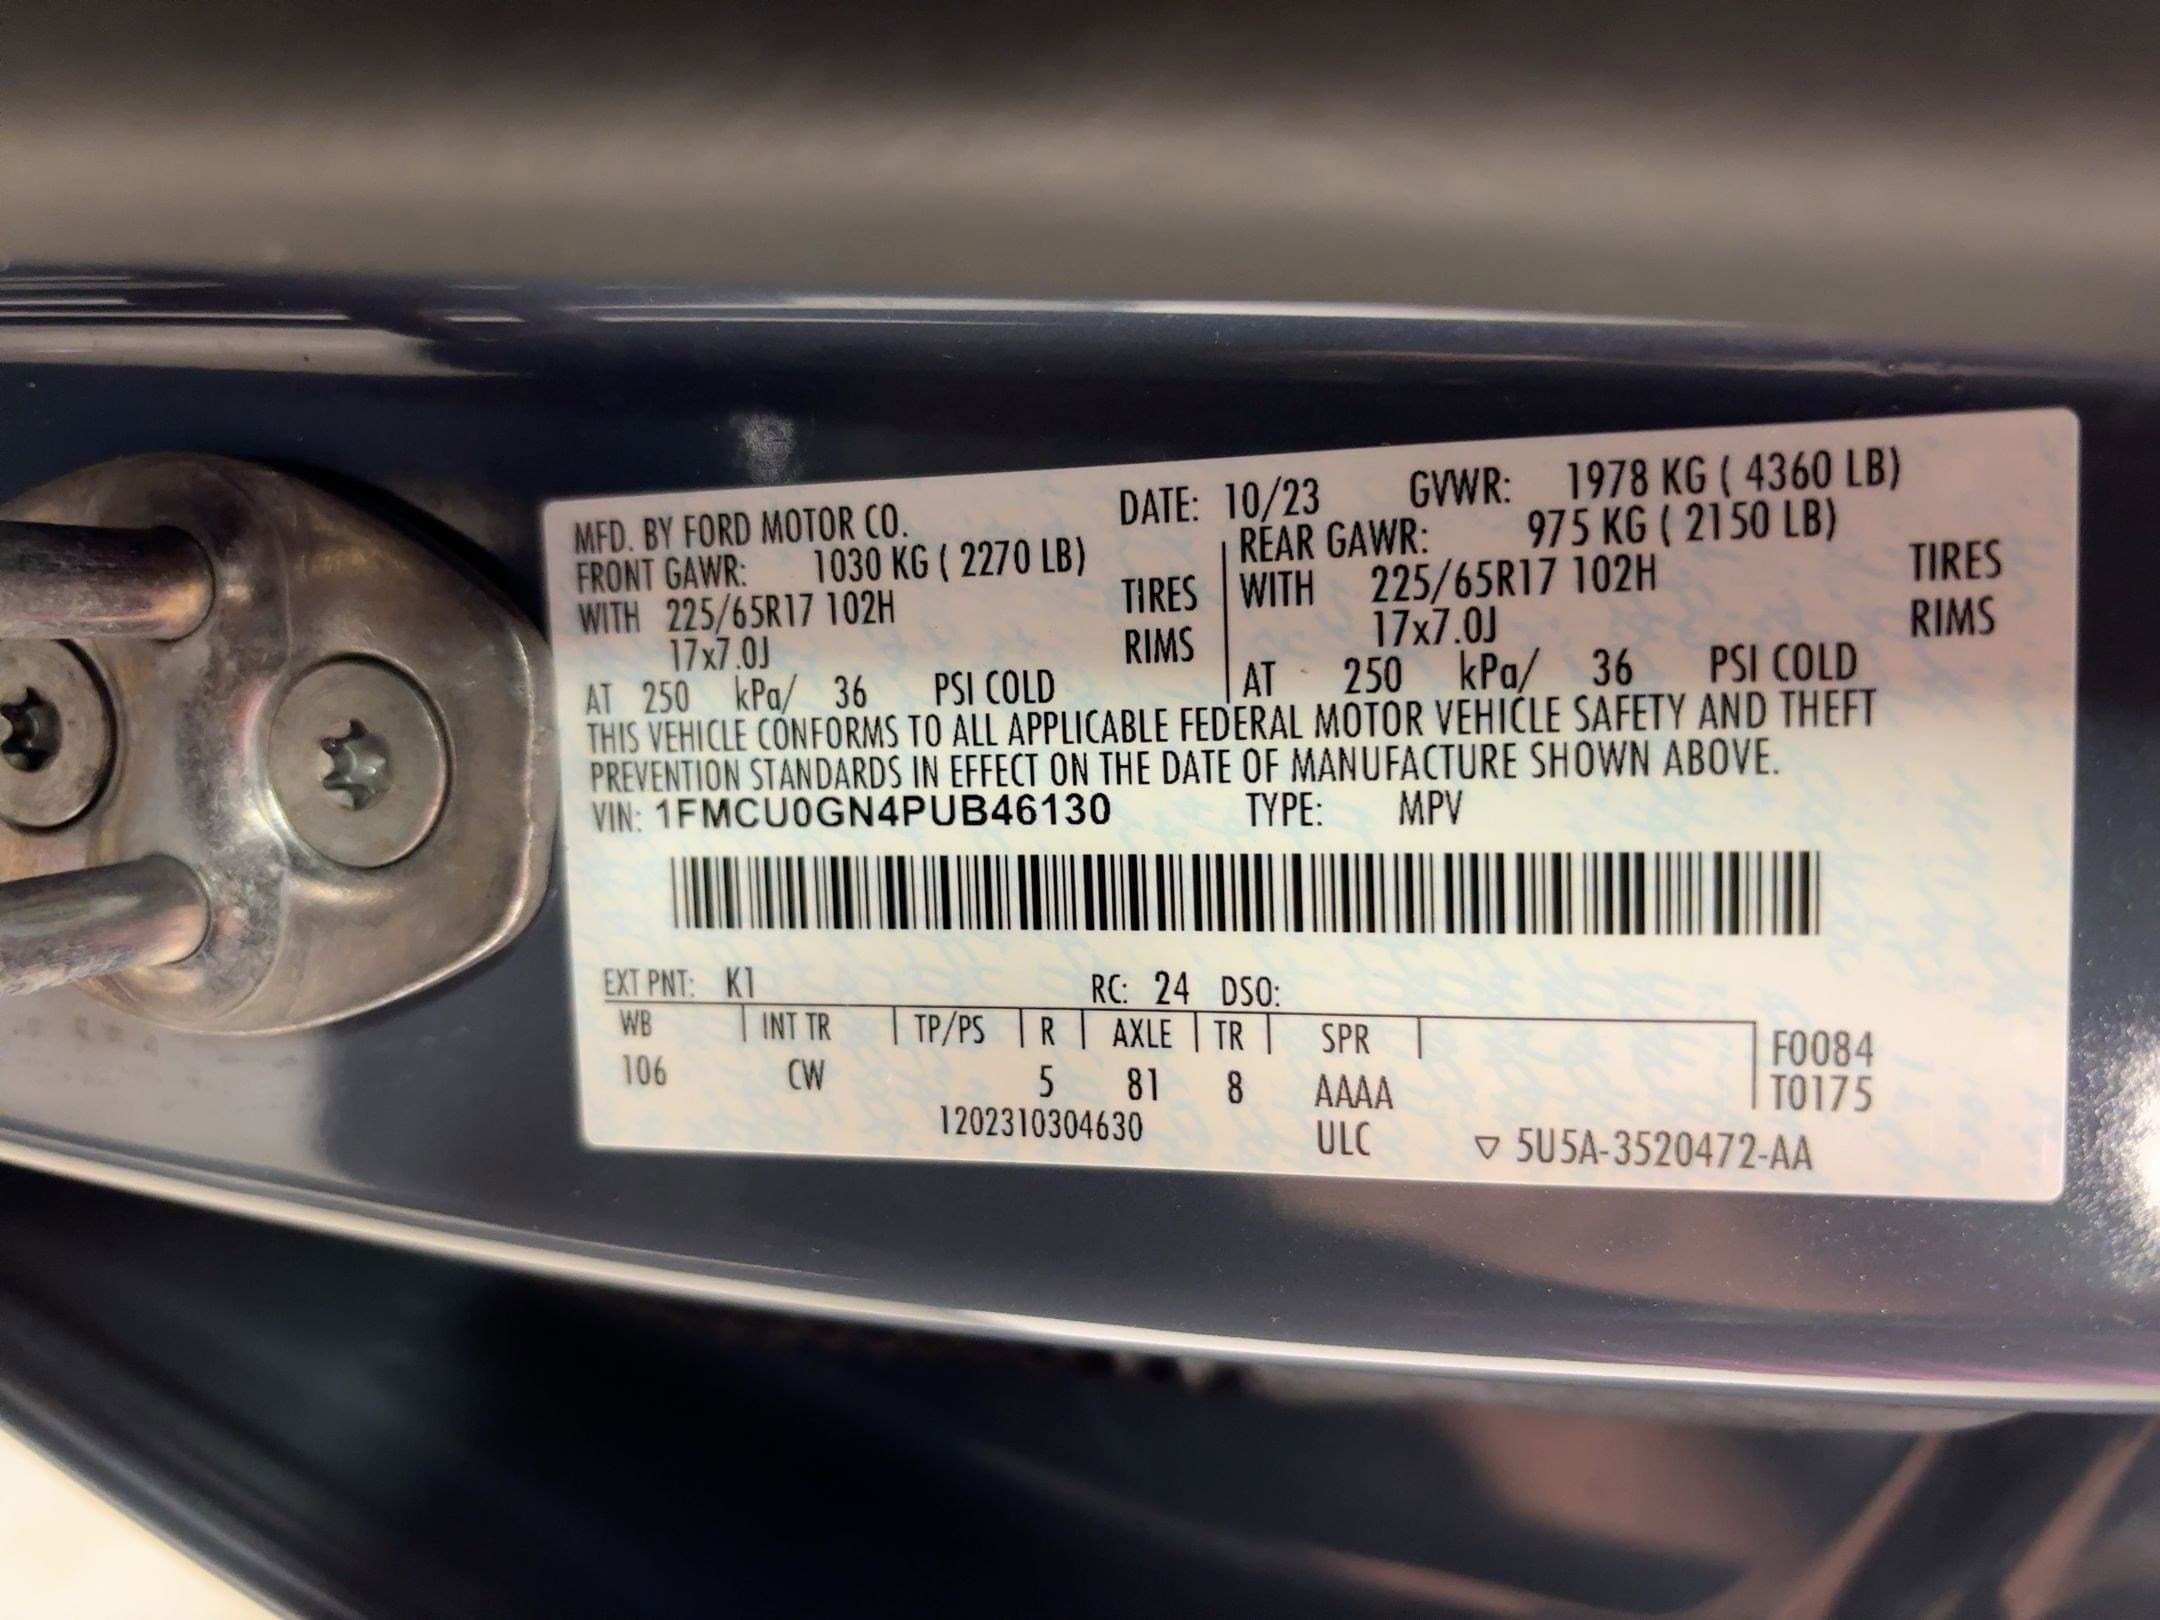 MFD. BY FORD MOTOR CO. DATE: 10/23 GVWR: 1978 KG ( 4360 LB)
FRONT GAWR: 1030 KG ( 2270 LB) REAR GAWR: 975 KG ( 2150 LB)
WITH 225/65R17 102H TIRES WITH 225/65R17 102H TIRES
17x7.0J RIMS 17x7.0J RIMS
AT 250 kPa/ 36 PSI COLD AT 250 kPa/ 36 PSI COLD
THIS VEHICLE CONFORMS TO ALL APPLICABLE FEDERAL MOTOR VEHICLE SAFETY AND THEFT
PREVENTION STANDARDS IN EFFECT ON THE DATE OF MANUFACTURE SHOWN ABOVE.
VIN: 1FMCU0GN4PUB46130 TYPE: MPV
EXT PNT: K1 RC: 24 DSO:
WB INT TR TP/PS R AXLE TR SPR F0084
106 CW 5 81 8 AAAA T0175
1202310304630 ULC ▽ 5U5A-3520472-AA